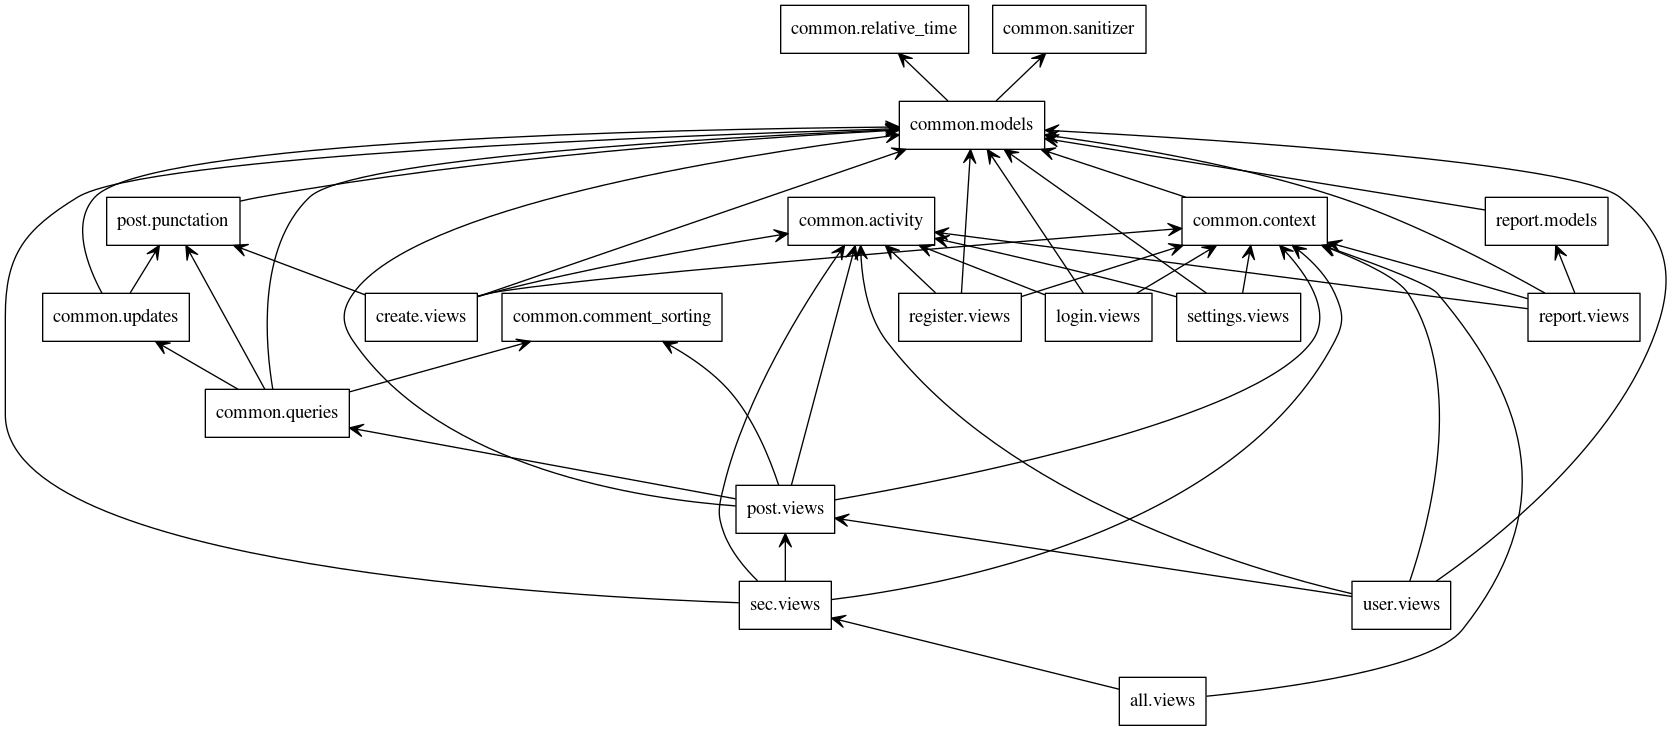 common.relative_time
common.sanitizer
common.models
post.punctation
common.activity
common.context
report.models
common.updates
create.views
common.comment_sorting
register.views
login.views
settings.views
report.views
common.queries
post.views
sec.views
user.views
all.views